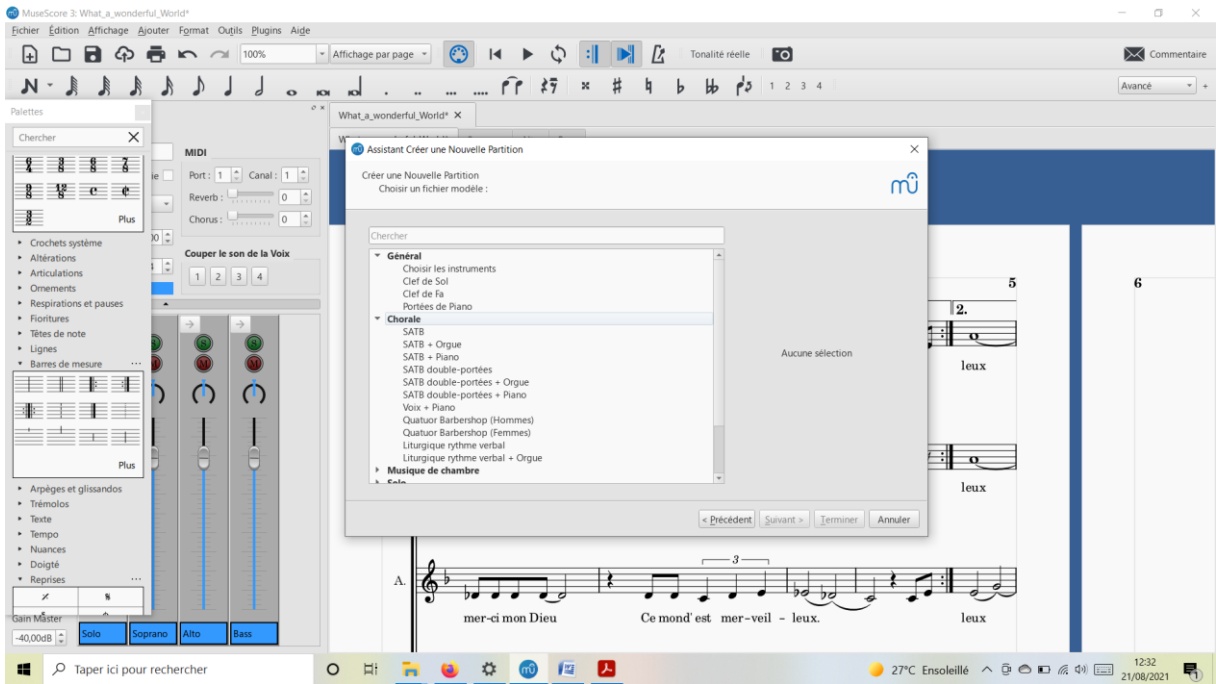 MuseScore 3: What_a_wonderful_World*
Fichier Édition Affichage Ajouter Format Outils Plugins Aide
100% Affichage par page Tonalité réelle Commentaire
1 2 3 4 Avancé
Palettes
Chercher
Plus
Crochets système
Altérations
Articulations
Ornements
Respirations et pauses
Fioritures
Têtes de note
Lignes
Barres de mesure
Plus
Arpèges et glissandos
Trémolos
Texte
Tempo
Nuances
Doigté
Reprises
MIDI
Port : 1 Canal : 1
Reverb : 0
Chorus : 0
Couper le son de la Voix
1 2 3 4
S S
M M
Gain Master
-40,00dB
Solo Soprano Alto Bass
What_a_wonderful_World*
Assistant Créer une Nouvelle Partition
Créer une Nouvelle Partition
Choisir un fichier modèle :
Chercher
Général
Choisir les instruments
Clef de Sol
Clef de Fa
Portées de Piano
Chorale
SATB
SATB + Orgue
SATB + Piano
SATB double-portées
SATB double-portées + Orgue
SATB double-portées + Piano
Voix + Piano
Quatuor Barbershop (Hommes)
Quatuor Barbershop (Femmes)
Liturgique rythme verbal
Liturgique rythme verbal + Orgue
Musique de chambre
Solo
Aucune sélection
< Précédent Suivant > Terminer Annuler
5 6
2.
leux
leux
A.
3
mer-ci mon Dieu Ce mond' est mer-veil - leux. leux
Taper ici pour rechercher
27°C Ensoleillé
12:32
21/08/2021